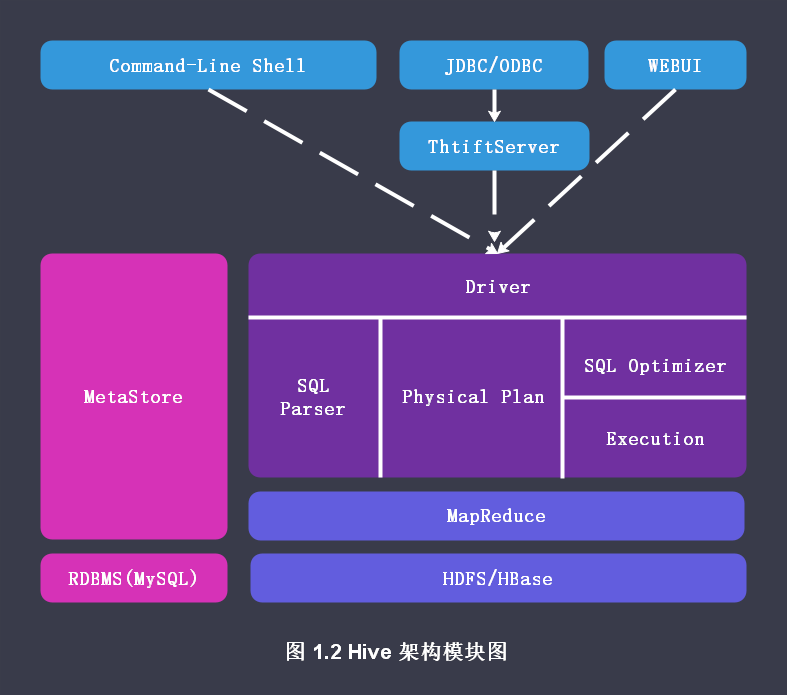 Command-Line Shell
JDBC/ODBC
WEBUI
ThtiftServer
Driver
MetaStore
SQL
Parser
Physical Plan
SQL Optimizer
Execution
MapReduce
RDBMS(MySQL)
HDFS/HBase
图 1.2 Hive 架构模块图